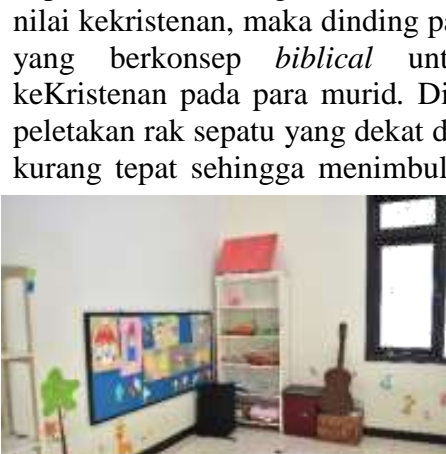 nilai kekristenan, maka dinding pa
yang berkonsep biblical unt
keKristenan pada para murid. Di
peletakan rak sepatu yang dekat d
kurang tepat sehingga menimbul